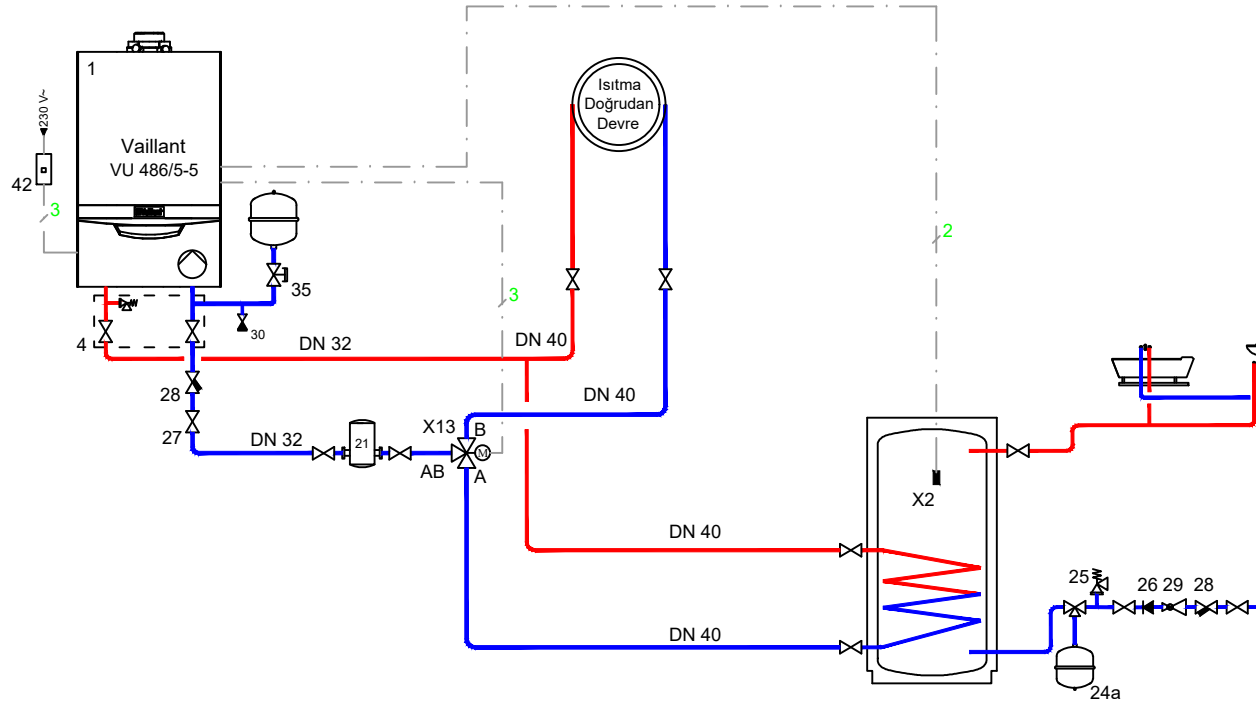 1
230 V~
Vaillant
VU 486/5-5
Vaillant
42
3
Isıtma
Doğrudan
Devre
2
35
3
30
4
DN 32
DN 40
28
DN 40
27
X13
B
DN 32
21
M
AB
A
X2
DN 40
25
26
29
28
DN 40
24a